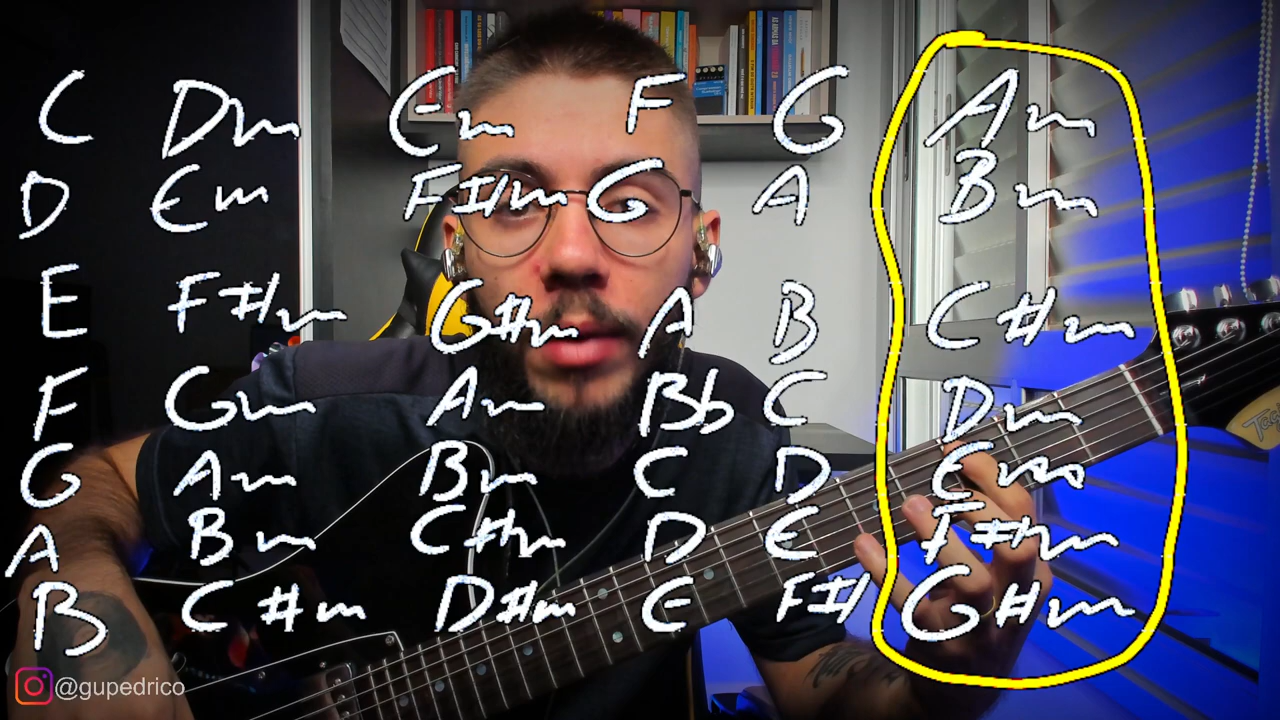 C Dm Em F G Am
D Em F#m G A Bm
E F#m G#m A B C#m
F Gm Am Bb C Dm
G Am Bm C D Em
A Bm C#m D E F#m
B C#m D#m E F# G#m
@gupedrico